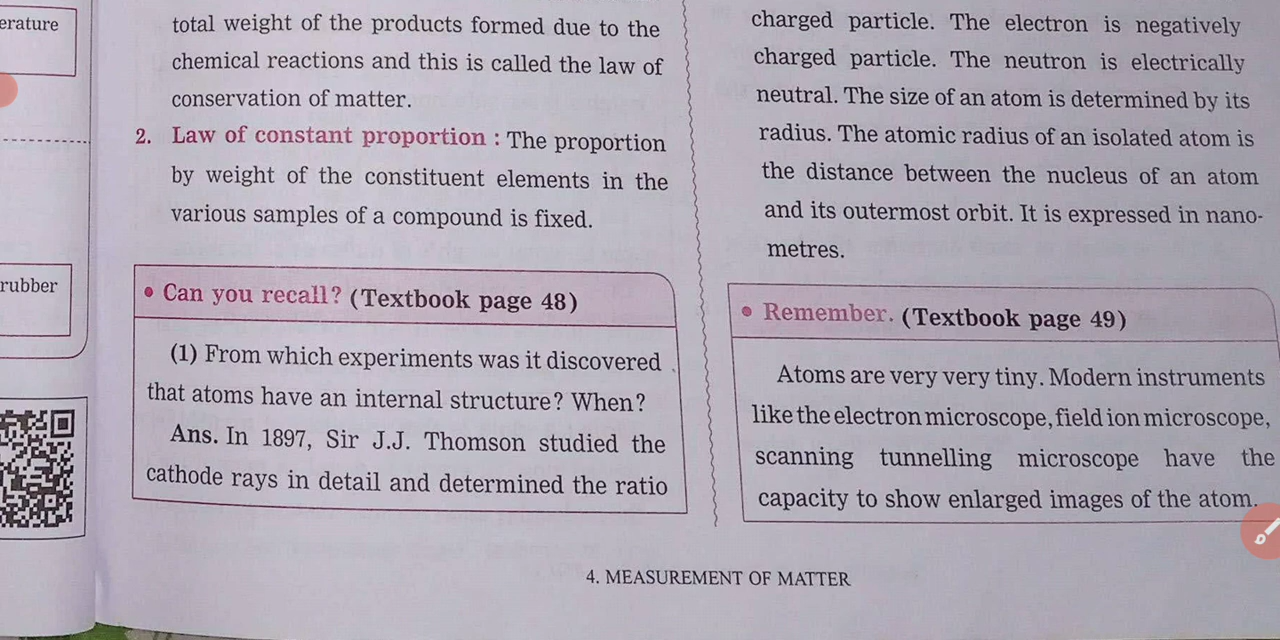 erature
rubber
total weight of the products formed due to the
chemical reactions and this is called the law of
conservation of matter.
2. Law of constant proportion : The proportion
by weight of the constituent elements in the
various samples of a compound is fixed.
• Can you recall? (Textbook page 48)
(1) From which experiments was it discovered
that atoms have an internal structure? When?
Ans. In 1897, Sir J.J. Thomson studied the
cathode rays in detail and determined the ratio
charged particle. The electron is negatively
charged particle. The neutron is electrically
neutral. The size of an atom is determined by its
radius. The atomic radius of an isolated atom is
the distance between the nucleus of an atom
and its outermost orbit. It is expressed in nano-
metres.
• Remember. (Textbook page 49)
Atoms are very very tiny. Modern instruments
like the electron microscope, field ion microscope,
scanning tunnelling microscope have the
capacity to show enlarged images of the atom.
4. MEASUREMENT OF MATTER